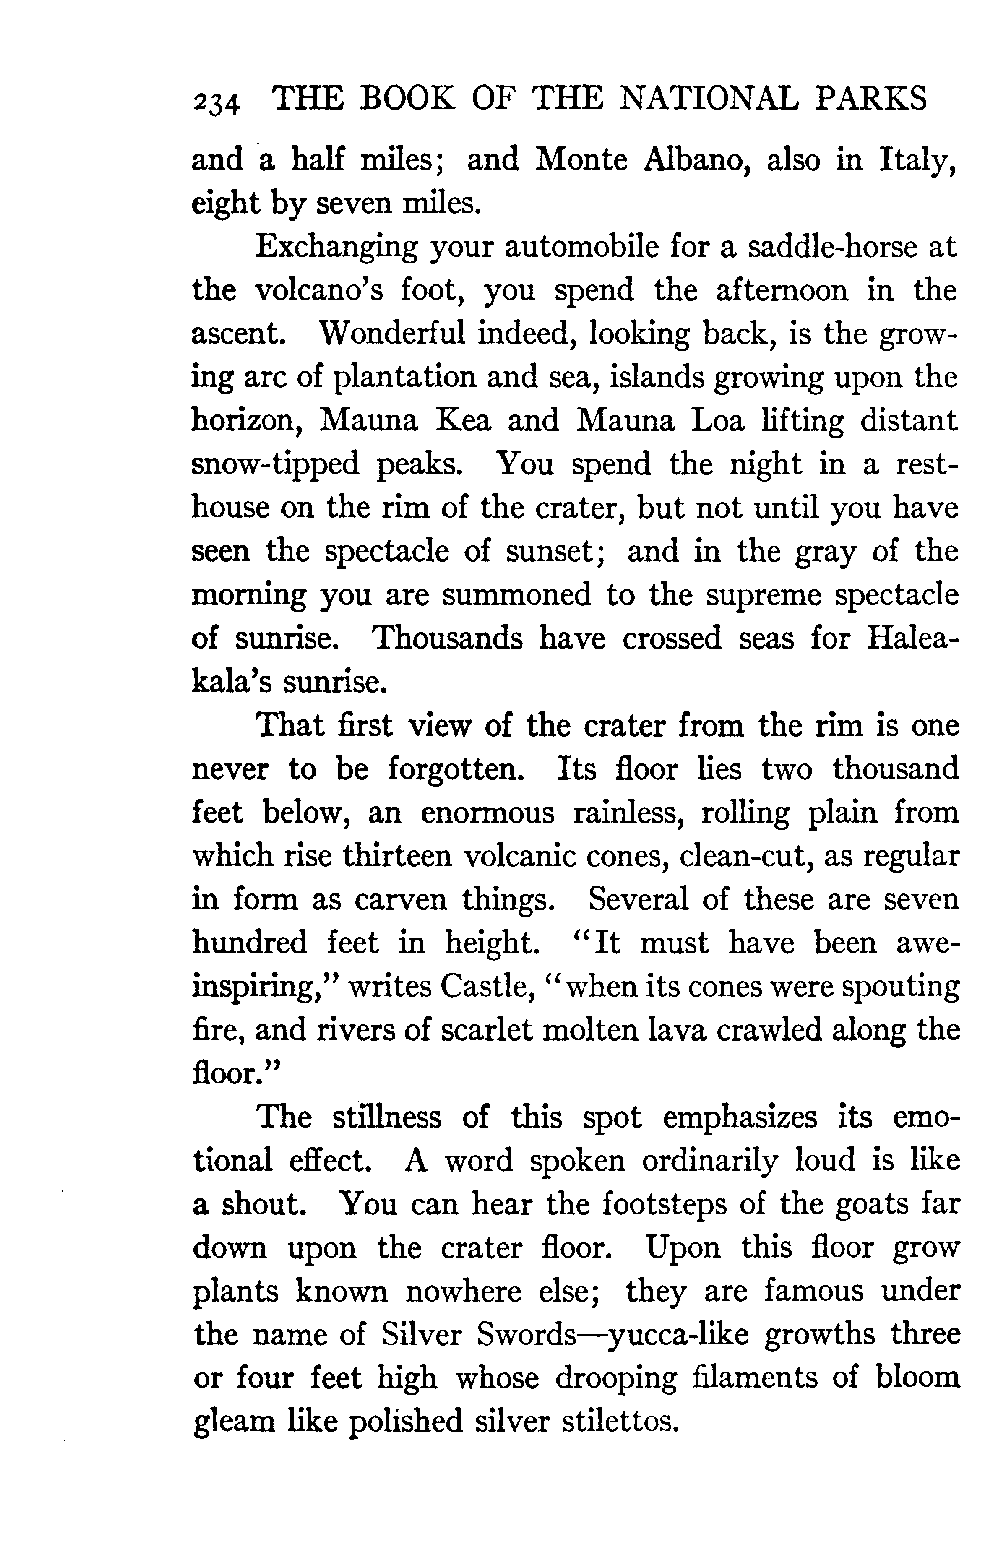 234 THE BOOK OF THE NATIONAL PARKS
and a half miles; and Monte Albano, also in Italy,
eight by seven miles.
Exchanging your automobile for a saddle-horse at
the volcano's foot, you spend the afternoon in the
ascent. Wonderful indeed, looking back, is the grow-
ing arc of plantation and sea, islands growing upon the
horizon, Mauna Kea and Mauna Loa lifting distant
snow-tipped peaks. You spend the night in a rest-
house on the rim of the crater, but not until you have
seen the spectacle of sunset; and in the gray of the
morning you are summoned to the supreme spectacle
of sunrise. Thousands have crossed seas for Halea-
kala's sunrise.
That first view of the crater from the rim is one
never to be forgotten. Its floor lies two thousand
feet below, an enormous rainless, rolling plain from
which rise thirteen volcanic cones, clean-cut, as regular
in form as carven things. Several of these are seven
hundred feet in height. "It must have been awe-
inspiring," writes Castle, "when its cones were spouting
fire, and rivers of scarlet molten lava crawled along the
floor."
The stillness of this spot emphasizes its emo-
tional effect. A word spoken ordinarily loud is like
a shout. You can hear the footsteps of the goats far
down upon the crater floor. Upon this floor grow
plants known nowhere else; they are famous under
the name of Silver Swords—yucca-like growths three
or four feet high whose drooping filaments of bloom
gleam like polished silver stilettos.